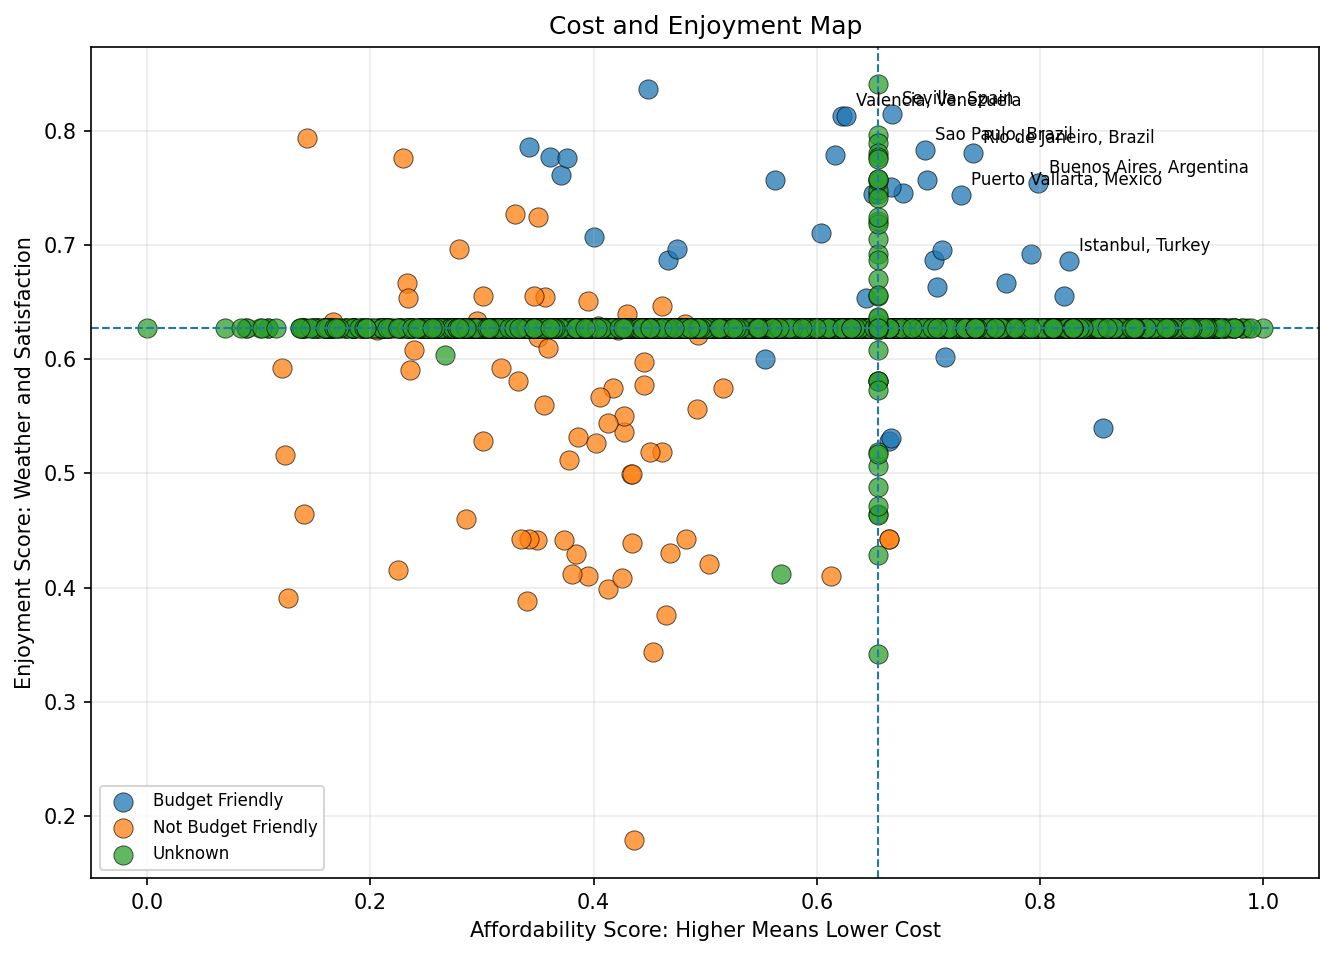 Cost and Enjoyment Map
Enjoyment Score: Weather and Satisfaction
0.8
0.7
0.6
0.5
0.4
0.3
0.2
Valencia, Venezuela
Sevilla, Spain
Sao Paulo, Brazil
Rio de Janeiro, Brazil
Buenos Aires, Argentina
Puerto Vallarta, Mexico
Istanbul, Turkey
Budget Friendly
Not Budget Friendly
Unknown
0.0
0.2
0.4
0.6
0.8
1.0
Affordability Score: Higher Means Lower Cost